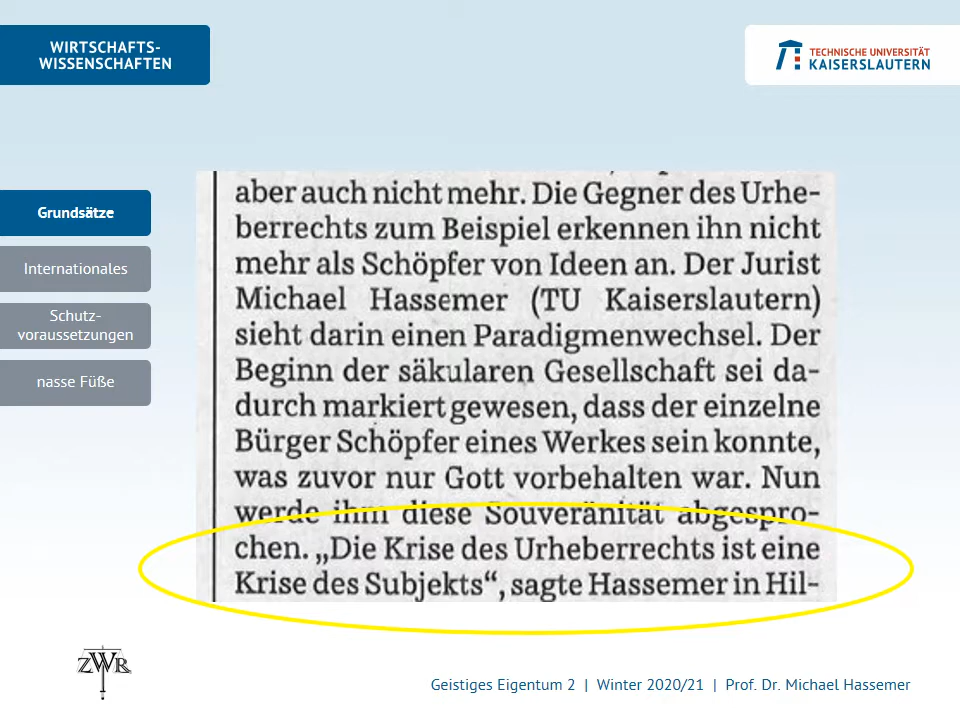 WIRTSCHAFTS-
WISSENSCHAFTEN
TECHNISCHE UNIVERSITÄT
KAISERSLAUTERN
Grundsätze
Internationales
Schutz-
voraussetzungen
nasse Füße
aber auch nicht mehr. Die Gegner des Urhe-
berrechts zum Beispiel erkennen ihn nicht
mehr als Schöpfer von Ideen an. Der Jurist
Michael Hassemer (TU Kaiserslautern)
sieht darin einen Paradigmenwechsel. Der
Beginn der säkularen Gesellschaft sei da-
durch markiert gewesen, dass der einzelne
Bürger Schöpfer eines Werkes sein konnte,
was zuvor nur Gott vorbehalten war. Nun
werde ihm diese Souveränität abgespro-
chen. „Die Krise des Urheberrechts ist eine
Krise des Subjekts“, sagte Hassemer in Hil-
ZWR
Geistiges Eigentum 2 | Winter 2020/21 | Prof. Dr. Michael Hassemer